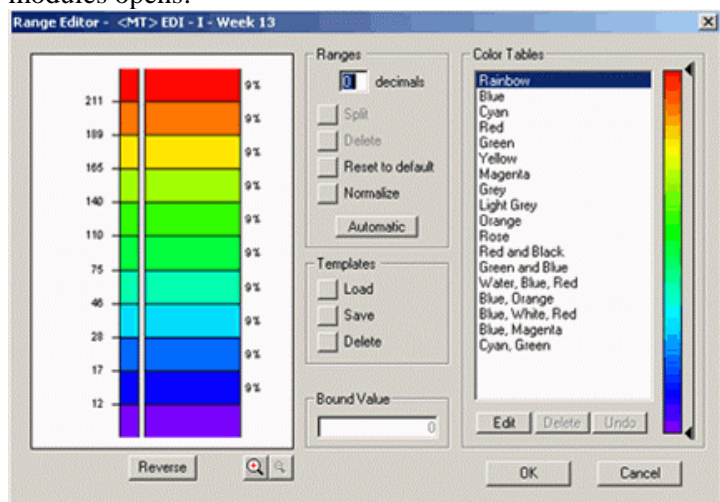 modules opens:
Range Editor - <MT> EDI - I - Week 13
211
189
165
140
110
75
46
28
17
12
9%
9%
9%
9%
9%
9%
9%
9%
9%
9%
Reverse
Ranges
0 decimals
Split
Delete
Reset to default
Normalize
Automatic
Templates
Load
Save
Delete
Bound Value
0
Color Tables
Rainbow
Blue
Cyan
Red
Green
Yellow
Magenta
Grey
Light Grey
Orange
Rose
Red and Black
Green and Blue
Water, Blue, Red
Blue, Orange
Blue, White, Red
Blue, Magenta
Cyan, Green
Edit Delete Undo
OK Cancel